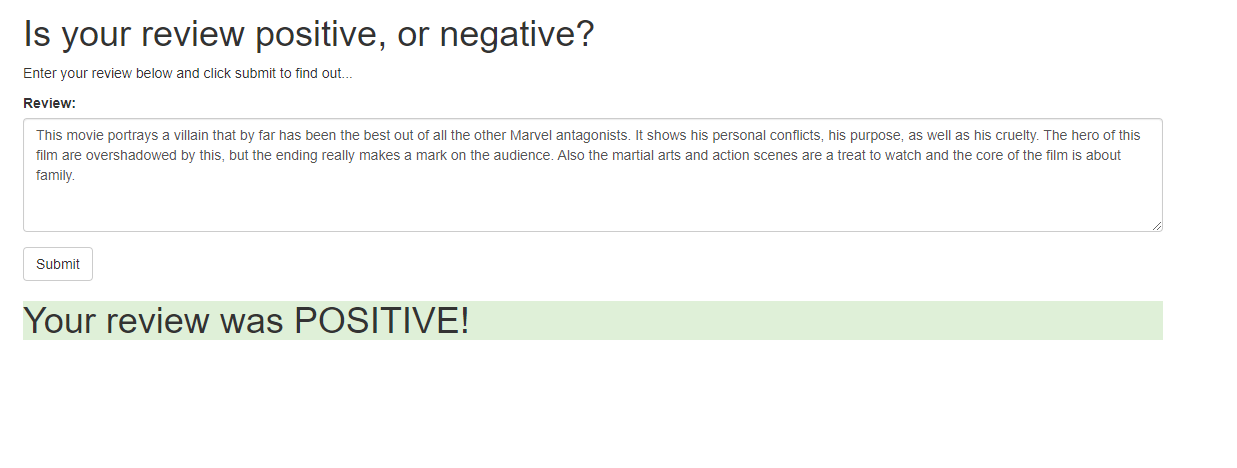 Is your review positive, or negative?
Enter your review below and click submit to find out...
Review:
This movie portrays a villain that by far has been the best out of all the other Marvel antagonists. It shows his personal conflicts, his purpose, as well as his cruelty. The hero of this
film are overshadowed by this, but the ending really makes a mark on the audience. Also the martial arts and action scenes are a treat to watch and the core of the film is about
family.
Submit
Your review was POSITIVE!